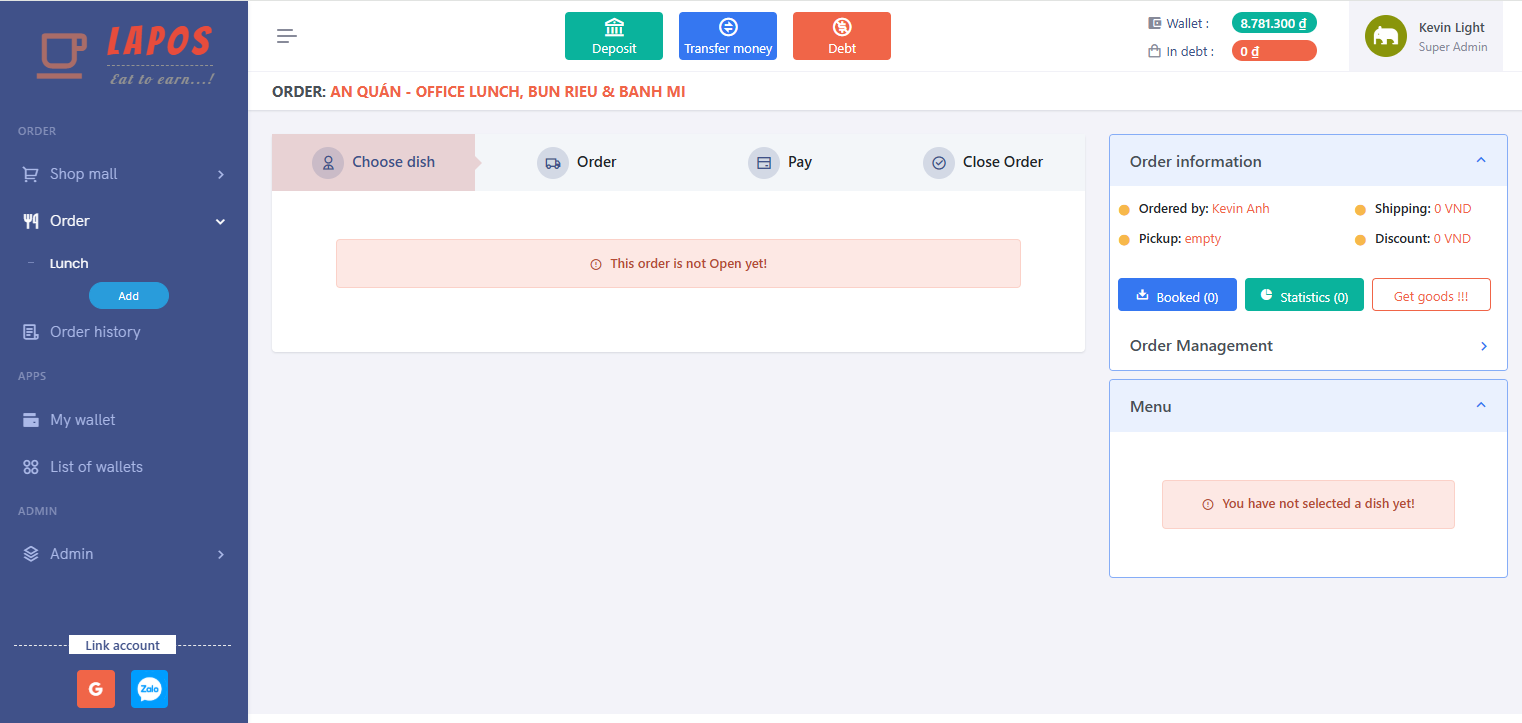 LAPOS
Eat to earn...!
ORDER
Shop mall
Order
Lunch
Add
Order history
APPS
My wallet
List of wallets
ADMIN
Admin
Link account
G
Zalo
Deposit
Transfer money
Debt
Wallet : 8.781.300 ₫
In debt : 0 ₫
Kevin Light
Super Admin
ORDER: AN QUÁN - OFFICE LUNCH, BUN RIEU & BANH MI
Choose dish
Order
Pay
Close Order
This order is not Open yet!
Order information
Ordered by: Kevin Anh
Shipping: 0 VND
Pickup: empty
Discount: 0 VND
Booked (0)
Statistics (0)
Get goods !!!
Order Management
Menu
You have not selected a dish yet!